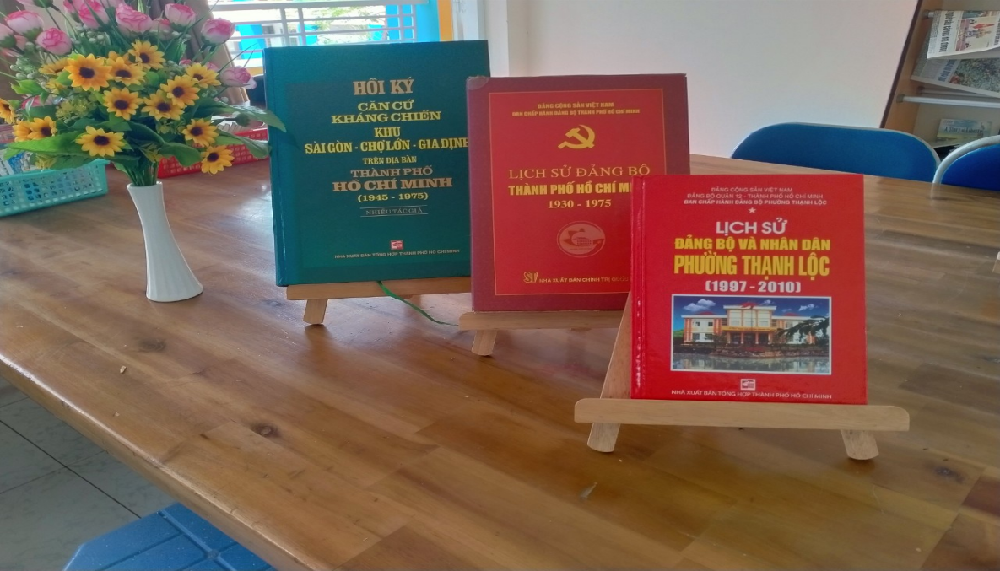 HỒI KÝ
CĂN CỨ
KHÁNG CHIẾN
KHU
SÀI GÒN - CHỢ LỚN - GIA ĐỊNH
TRÊN ĐỊA BÀN
THÀNH PHỐ
HỒ CHÍ MINH
(1945 - 1975)
NHIỀU TÁC GIẢ
NHÀ XUẤT BẢN TỔNG HỢP THÀNH PHỐ HỒ CHÍ MINH
ĐẢNG CỘNG SẢN VIỆT NAM
BAN CHẤP HÀNH ĐẢNG BỘ THÀNH PHỐ HỒ CHÍ MINH
LỊCH SỬ ĐẢNG BỘ
THÀNH PHỐ HỒ CHÍ
1930 - 1975
ST NHÀ XUẤT BẢN CHÍNH TRỊ QUỐC
ĐẢNG CỘNG SẢN VIỆT NAM
ĐẢNG BỘ QUẬN 12 - THÀNH PHỐ HỒ CHÍ MINH
BAN CHẤP HÀNH ĐẢNG BỘ PHƯỜNG THẠNH LỘC
LỊCH SỬ
ĐẢNG BỘ VÀ NHÂN DÂN
PHƯỜNG THẠNH LỘC
(1997 - 2010)
NHÀ XUẤT BẢN TỔNG HỢP THÀNH PHỐ HỒ CHÍ MINH